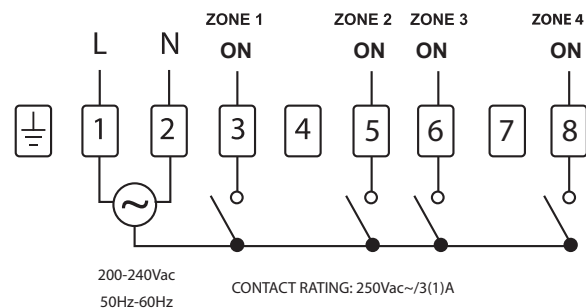 ZONE 1 ZONE 2 ZONE 3 ZONE 4
L N ON ON ON ON
1 2 3 4 5 6 7 8
~
200-240Vac
50Hz-60Hz
CONTACT RATING: 250Vac~/3(1)A